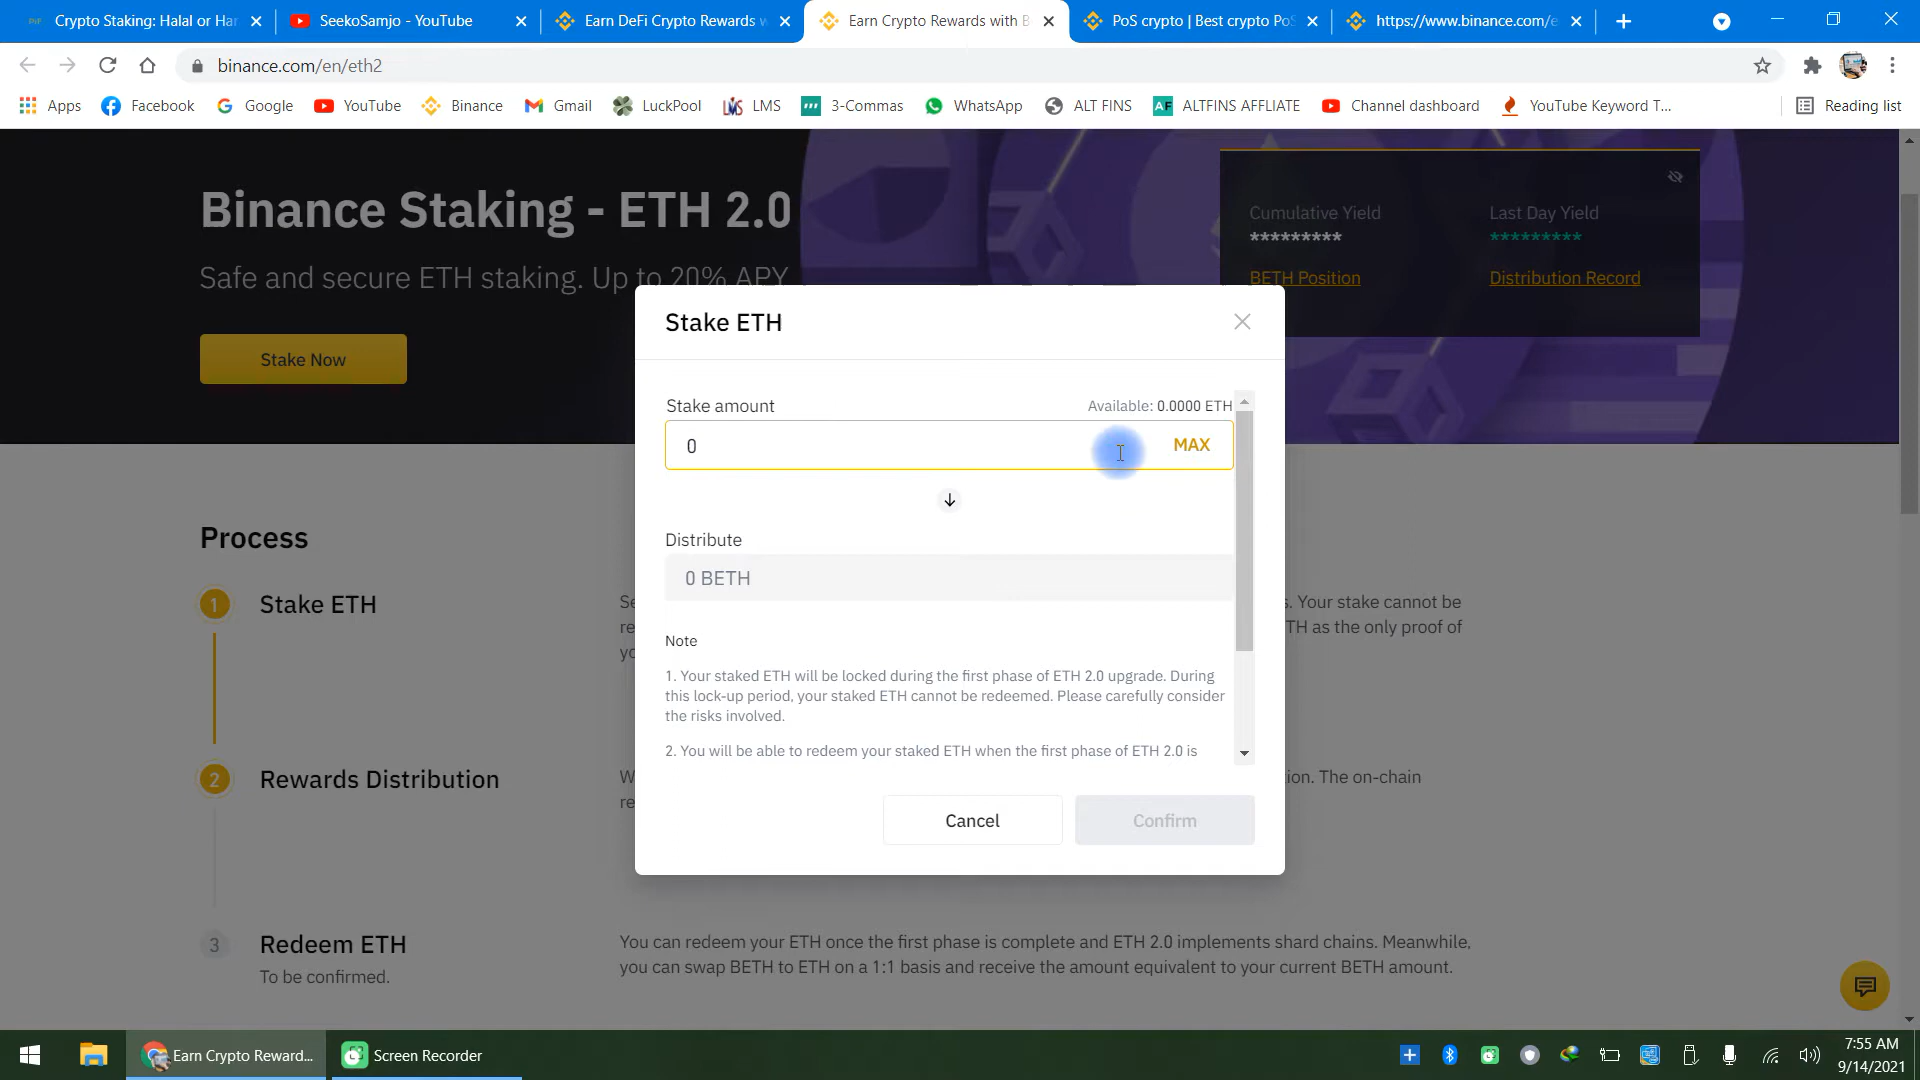 Crypto Staking: Halal or Har
SeekoSamjo - YouTube
Earn DeFi Crypto Rewards w
Earn Crypto Rewards with B
PoS crypto | Best crypto PoS
https://www.binance.com/e
binance.com/en/eth2
Apps
Facebook
Google
YouTube
Binance
Gmail
LuckPool
LMS
3-Commas
WhatsApp
ALT FINS
ALTFINS AFFLIATE
Channel dashboard
YouTube Keyword T...
Reading list
Binance Staking - ETH 2.0
Safe and secure ETH staking. Up to 20% APY
Stake Now
Cumulative Yield
Last Day Yield
*********
*********
BETH Position
Distribution Record
Stake ETH
Stake amount
Available: 0.0000 ETH
0
MAX
Distribute
0 BETH
Note
1. Your staked ETH will be locked during the first phase of ETH 2.0 upgrade. During
this lock-up period, your staked ETH cannot be redeemed. Please carefully consider
the risks involved.
2. You will be able to redeem your staked ETH when the first phase of ETH 2.0 is
Cancel
Confirm
Process
1
Stake ETH
s. Your stake cannot be
TH as the only proof of
2
Rewards Distribution
ion. The on-chain
3
Redeem ETH
To be confirmed.
You can redeem your ETH once the first phase is complete and ETH 2.0 implements shard chains. Meanwhile,
you can swap BETH to ETH on a 1:1 basis and receive the amount equivalent to your current BETH amount.
Earn Crypto Reward...
Screen Recorder
7:55 AM
9/14/2021